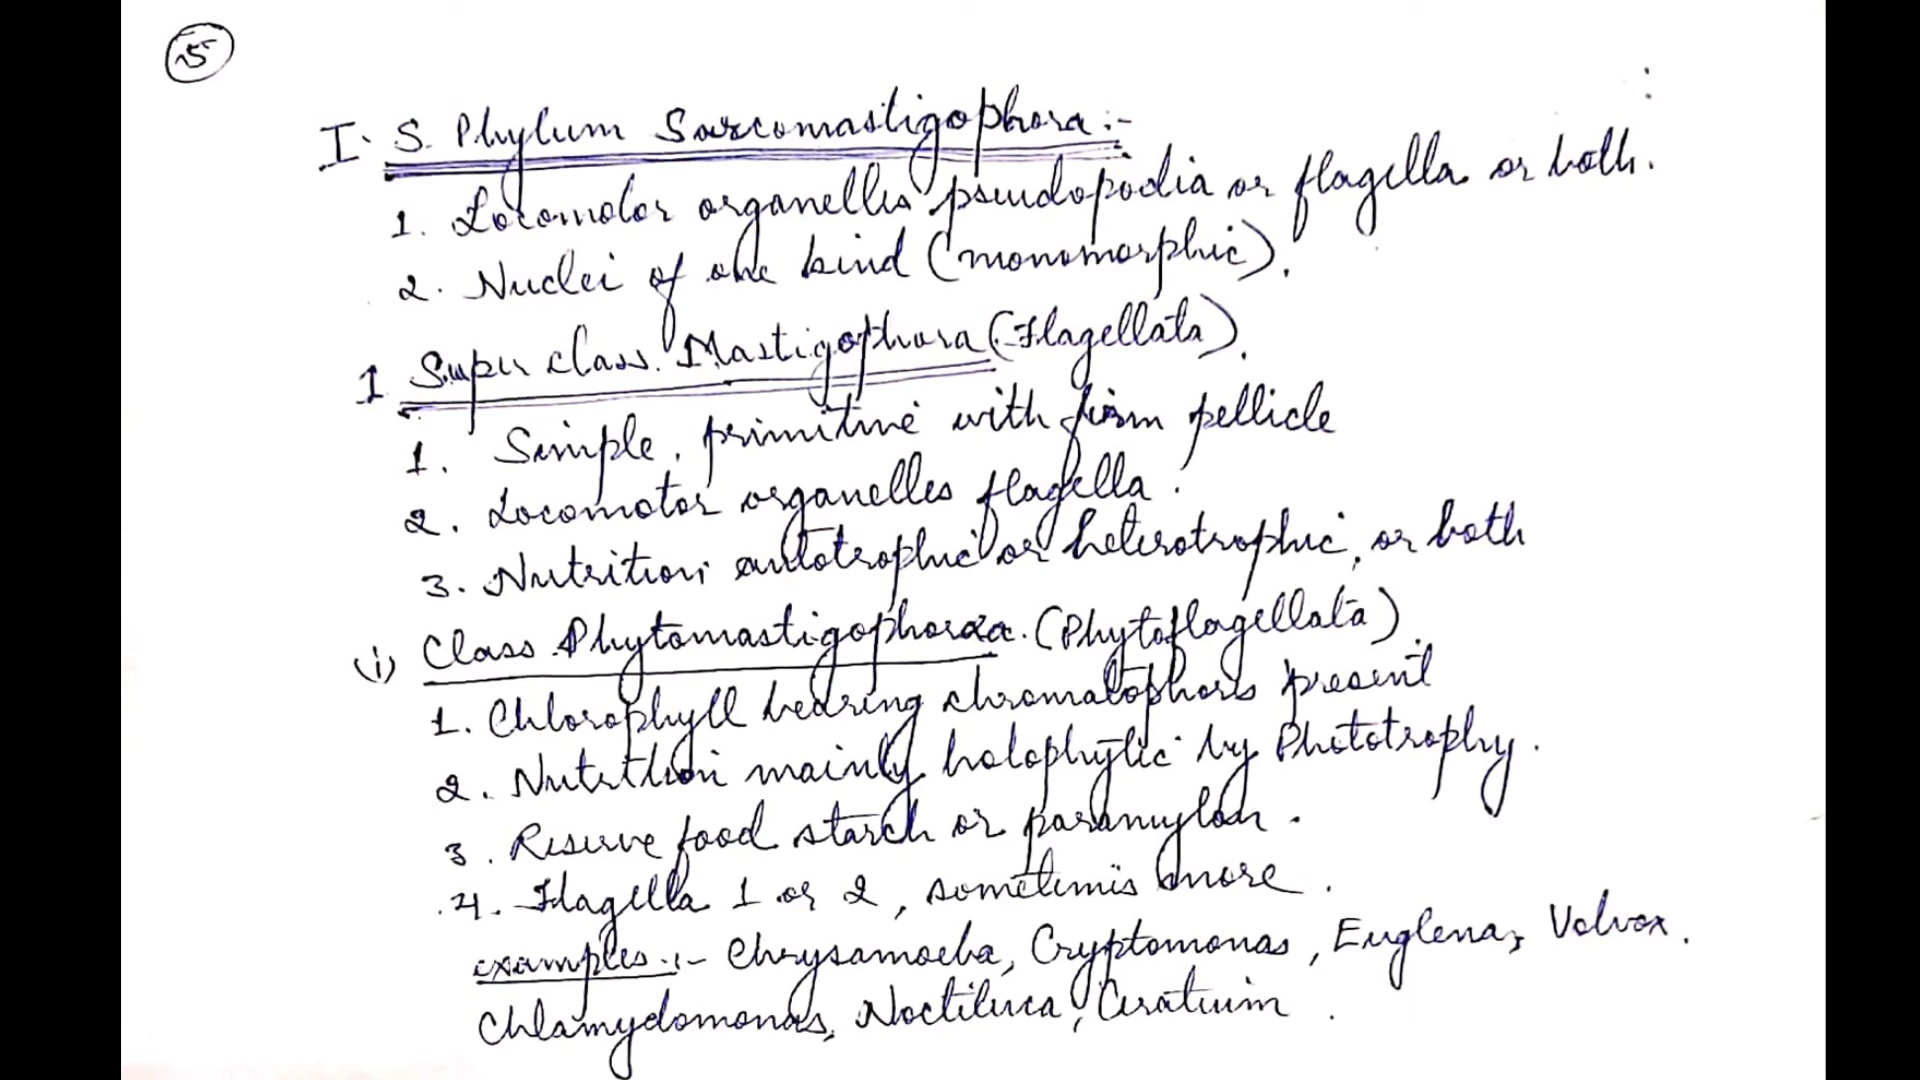 5
I. S. Phylum Sarcomastigophora :-
1. Locomotor organelles pseudopodia or flagella or both.
2. Nuclei of one kind (monomorphic).
1 Super class. Mastigophora (Flagellata).
1. Simple, primitive with firm pellicle
2. Locomotor organelles flagella.
3. Nutrition autotrophic or heterotrophic, or both
(i) Class Phytomastigophorea. (Phytoflagellata).
1. Chlorophyll bearing chromatophores present
2. Nutrition mainly holophytic by Phototrophy.
3. Reserve food starch or paramylon.
4. Flagella 1 or 2, sometimes more.
examples :- Chrysamoeba, Cryptomonas, Euglena, Volvox.
Chlamydomonas, Noctiluca, Ceratium.